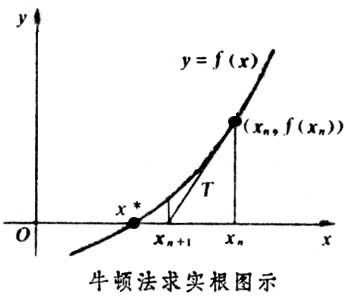 y
y = f(x)
(xₙ, f(xₙ))
T
x*
O
xₙ₊₁
xₙ
x
牛顿法求实根图示